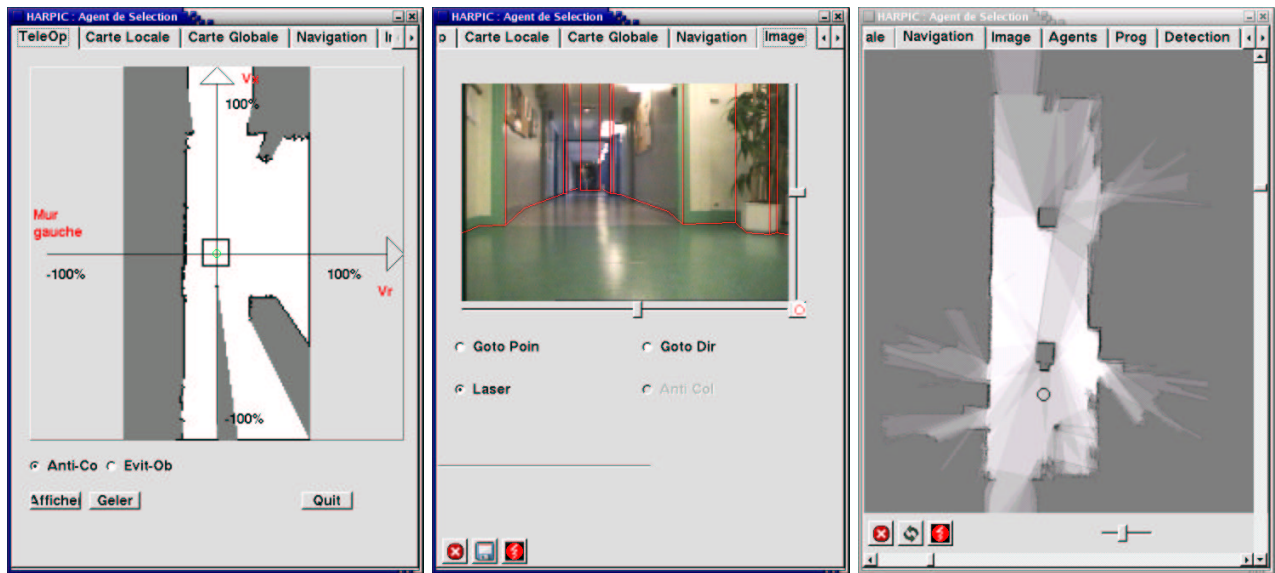 HARPIC : Agent de Selection
TeleOp Carte Locale Carte Globale Navigation
Va
100%
Mur
gauche
-100%
100%
Vr
-100%
Anti-Co Evit-Ob
Affichel Geler Quit
HARPIC : Agent de Selection
p Carte Locale Carte Globale Navigation Image
Goto Poin Goto Dir
Laser Anti Col
HARPIC : Agent de Selection
ale Navigation Image Agents Prog Detection